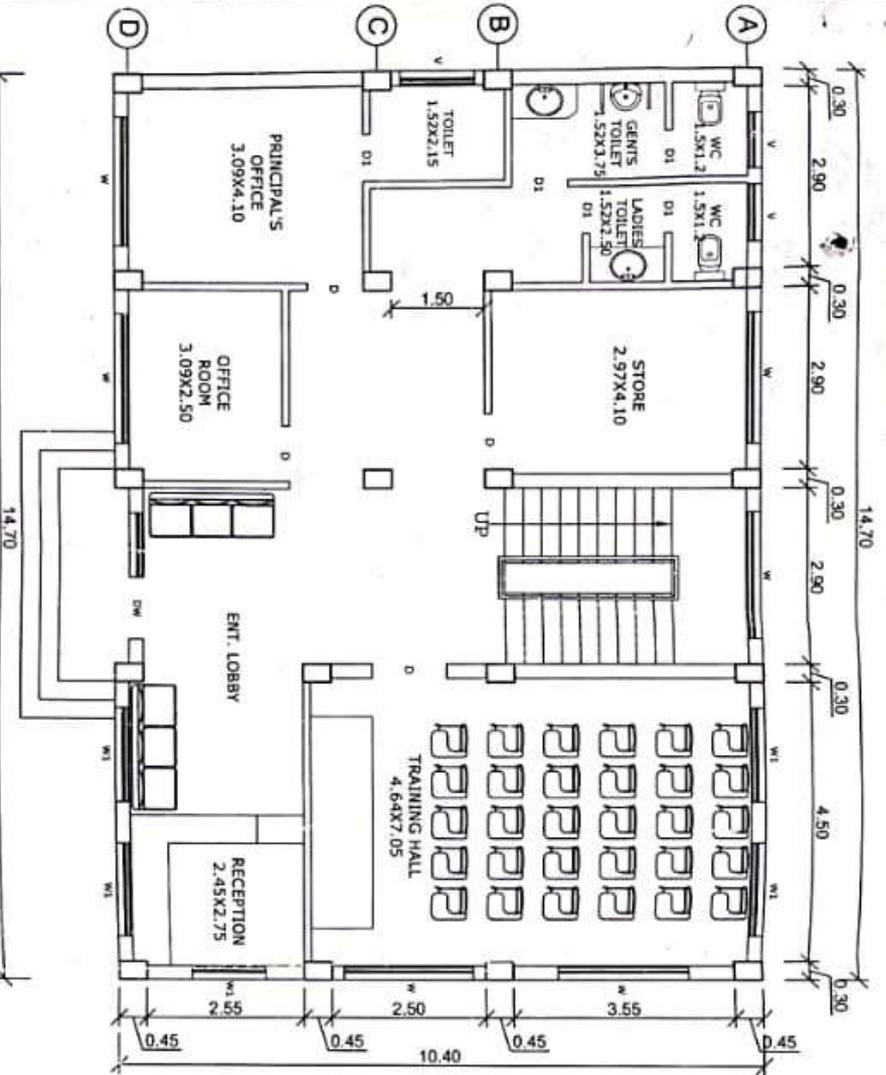 D
C
B
A
14.70
0.30
2.90
0.30
2.90
0.30
2.90
0.30
4.50
0.30
V
V
V
W
W
W1
W1
WC
1.5X1.2
WC
1.5X1.2
D1
D1
GENTS
TOILET
1.52X3.75
LADIES
TOILET
1.52X2.50
D1
D1
TOILET
1.52X2.15
D1
PRINCIPAL'S
OFFICE
3.09X4.10
W
D
1.50
STORE
2.97X4.10
D
OFFICE
ROOM
3.09X2.50
W
D
UP
ENT. LOBBY
DW
D
TRAINING HALL
4.64X7.05
RECEPTION
2.45X2.75
W1
W1
W1
W
W
14.70
2.55
2.50
3.55
0.45
0.45
0.45
0.45
10.40